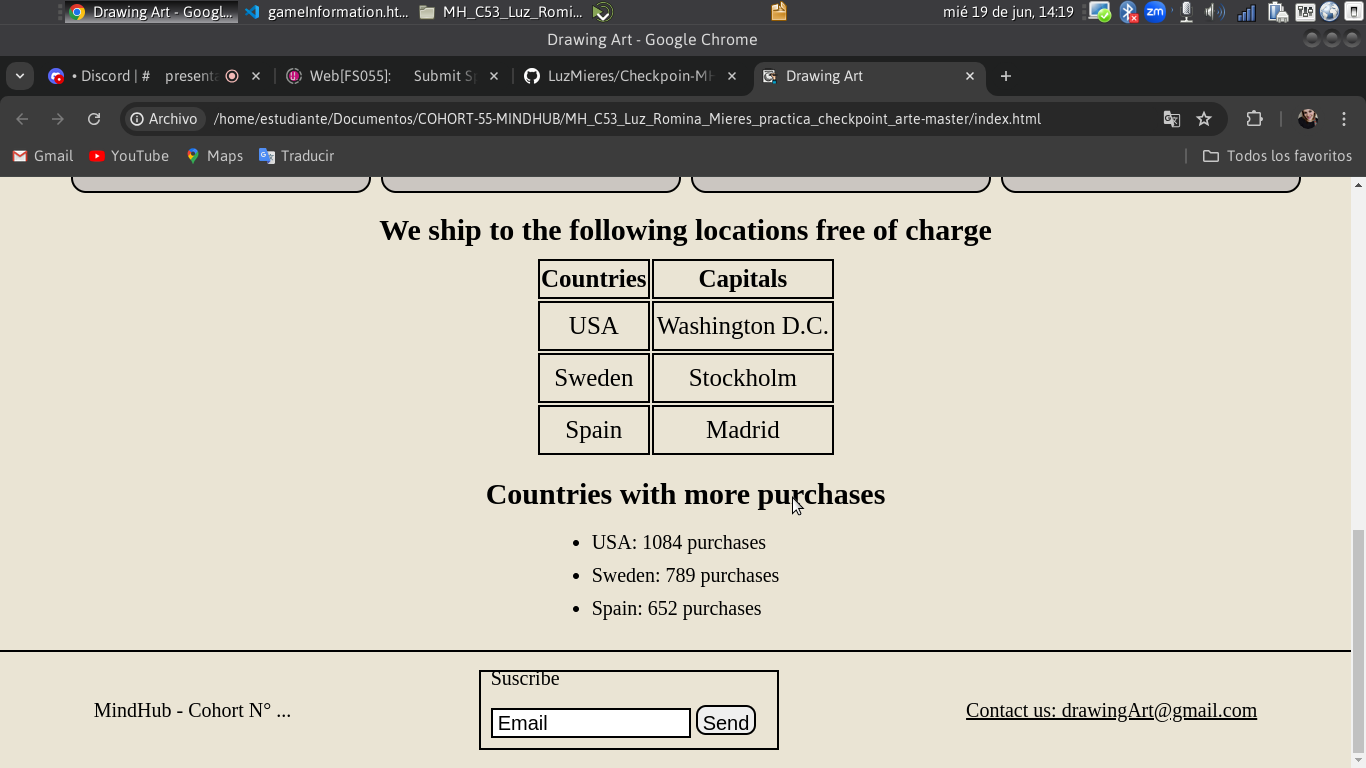 Drawing Art - Googl...
gameInformation.ht...
MH_C53_Luz_Romi...
zm
mié 19 de jun, 14:19
Drawing Art - Google Chrome
• Discord | # presenta
Web[FS055]: Submit S
LuzMieres/Checkpoin-MH
Drawing Art
Archivo
/home/estudiante/Documentos/COHORT-55-MINDHUB/MH_C53_Luz_Romina_Mieres_practica_checkpoint_arte-master/index.html
Gmail
YouTube
Maps
Traducir
Todos los favoritos
We ship to the following locations free of charge
Countries Capitals
USA Washington D.C.
Sweden Stockholm
Spain Madrid
Countries with more purchases
• USA: 1084 purchases
• Sweden: 789 purchases
• Spain: 652 purchases
MindHub - Cohort N° ...
Suscribe
Email
Send
Contact us: drawingArt@gmail.com